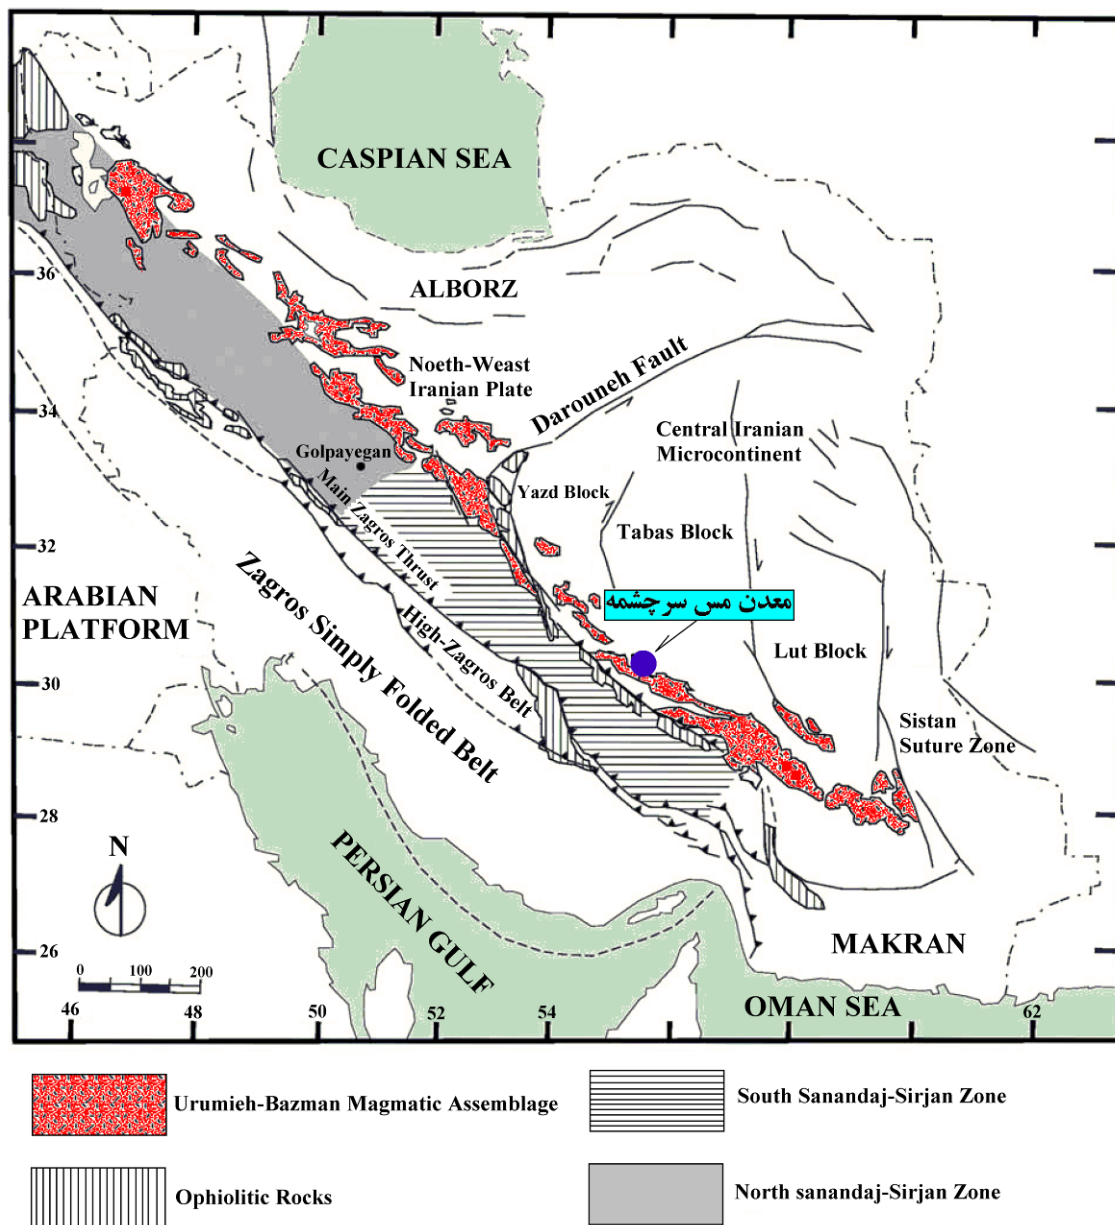 CASPIAN SEA
36
ALBORZ
Noeth-Weast
Iranian Plate
Darouneh Fault
34
Central Iranian
Microcontinent
Golpayegan
Main Zagros Thrust
Yazd Block
Tabas Block
32
ARABIAN
PLATFORM
Zagros Simply Folded Belt
High-Zagros Belt
معدن مس سرچشمه
Lut Block
30
Sistan
Suture Zone
28
N
PERSIAN GULF
MAKRAN
26
0 100 200
OMAN SEA
46 48 50 52 54 62
Urumieh-Bazman Magmatic Assemblage
South Sanandaj-Sirjan Zone
Ophiolitic Rocks
North sanandaj-Sirjan Zone